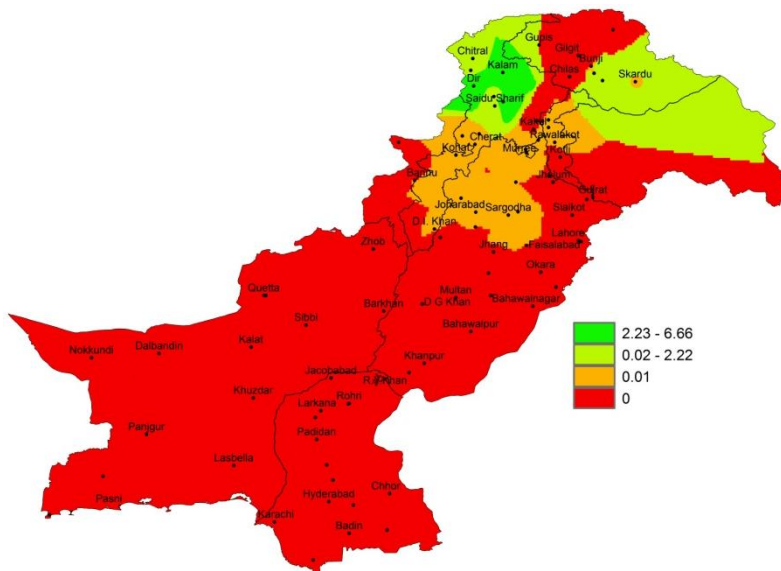 Gupis
Gilgit
Chitral
Bunji
Kalam
Chilas
Dir
Skardu
Saidu Sharif
Kakul
Cherat
Rawalakot
Kohat
Murree
Kotli
Bannu
Jhelum
Gujrat
Joharabad
Sargodha
Sialkot
D.I. Khan
Lahore
Zhob
Jhang
Faisalabad
Okara
Quetta
Multan
Barkhan
D G Khan
Bahawalnagar
Sibbi
2.23 - 6.66
Bahawalpur
Nokkundi
Dalbandin
Kalat
0.02 - 2.22
Khanpur
0.01
Jacobabad
Khuzdar
Rohri
0
Larkana
Panjgur
Padidan
Lasbella
Pasni
Hyderabad
Chhor
Karachi
Badin